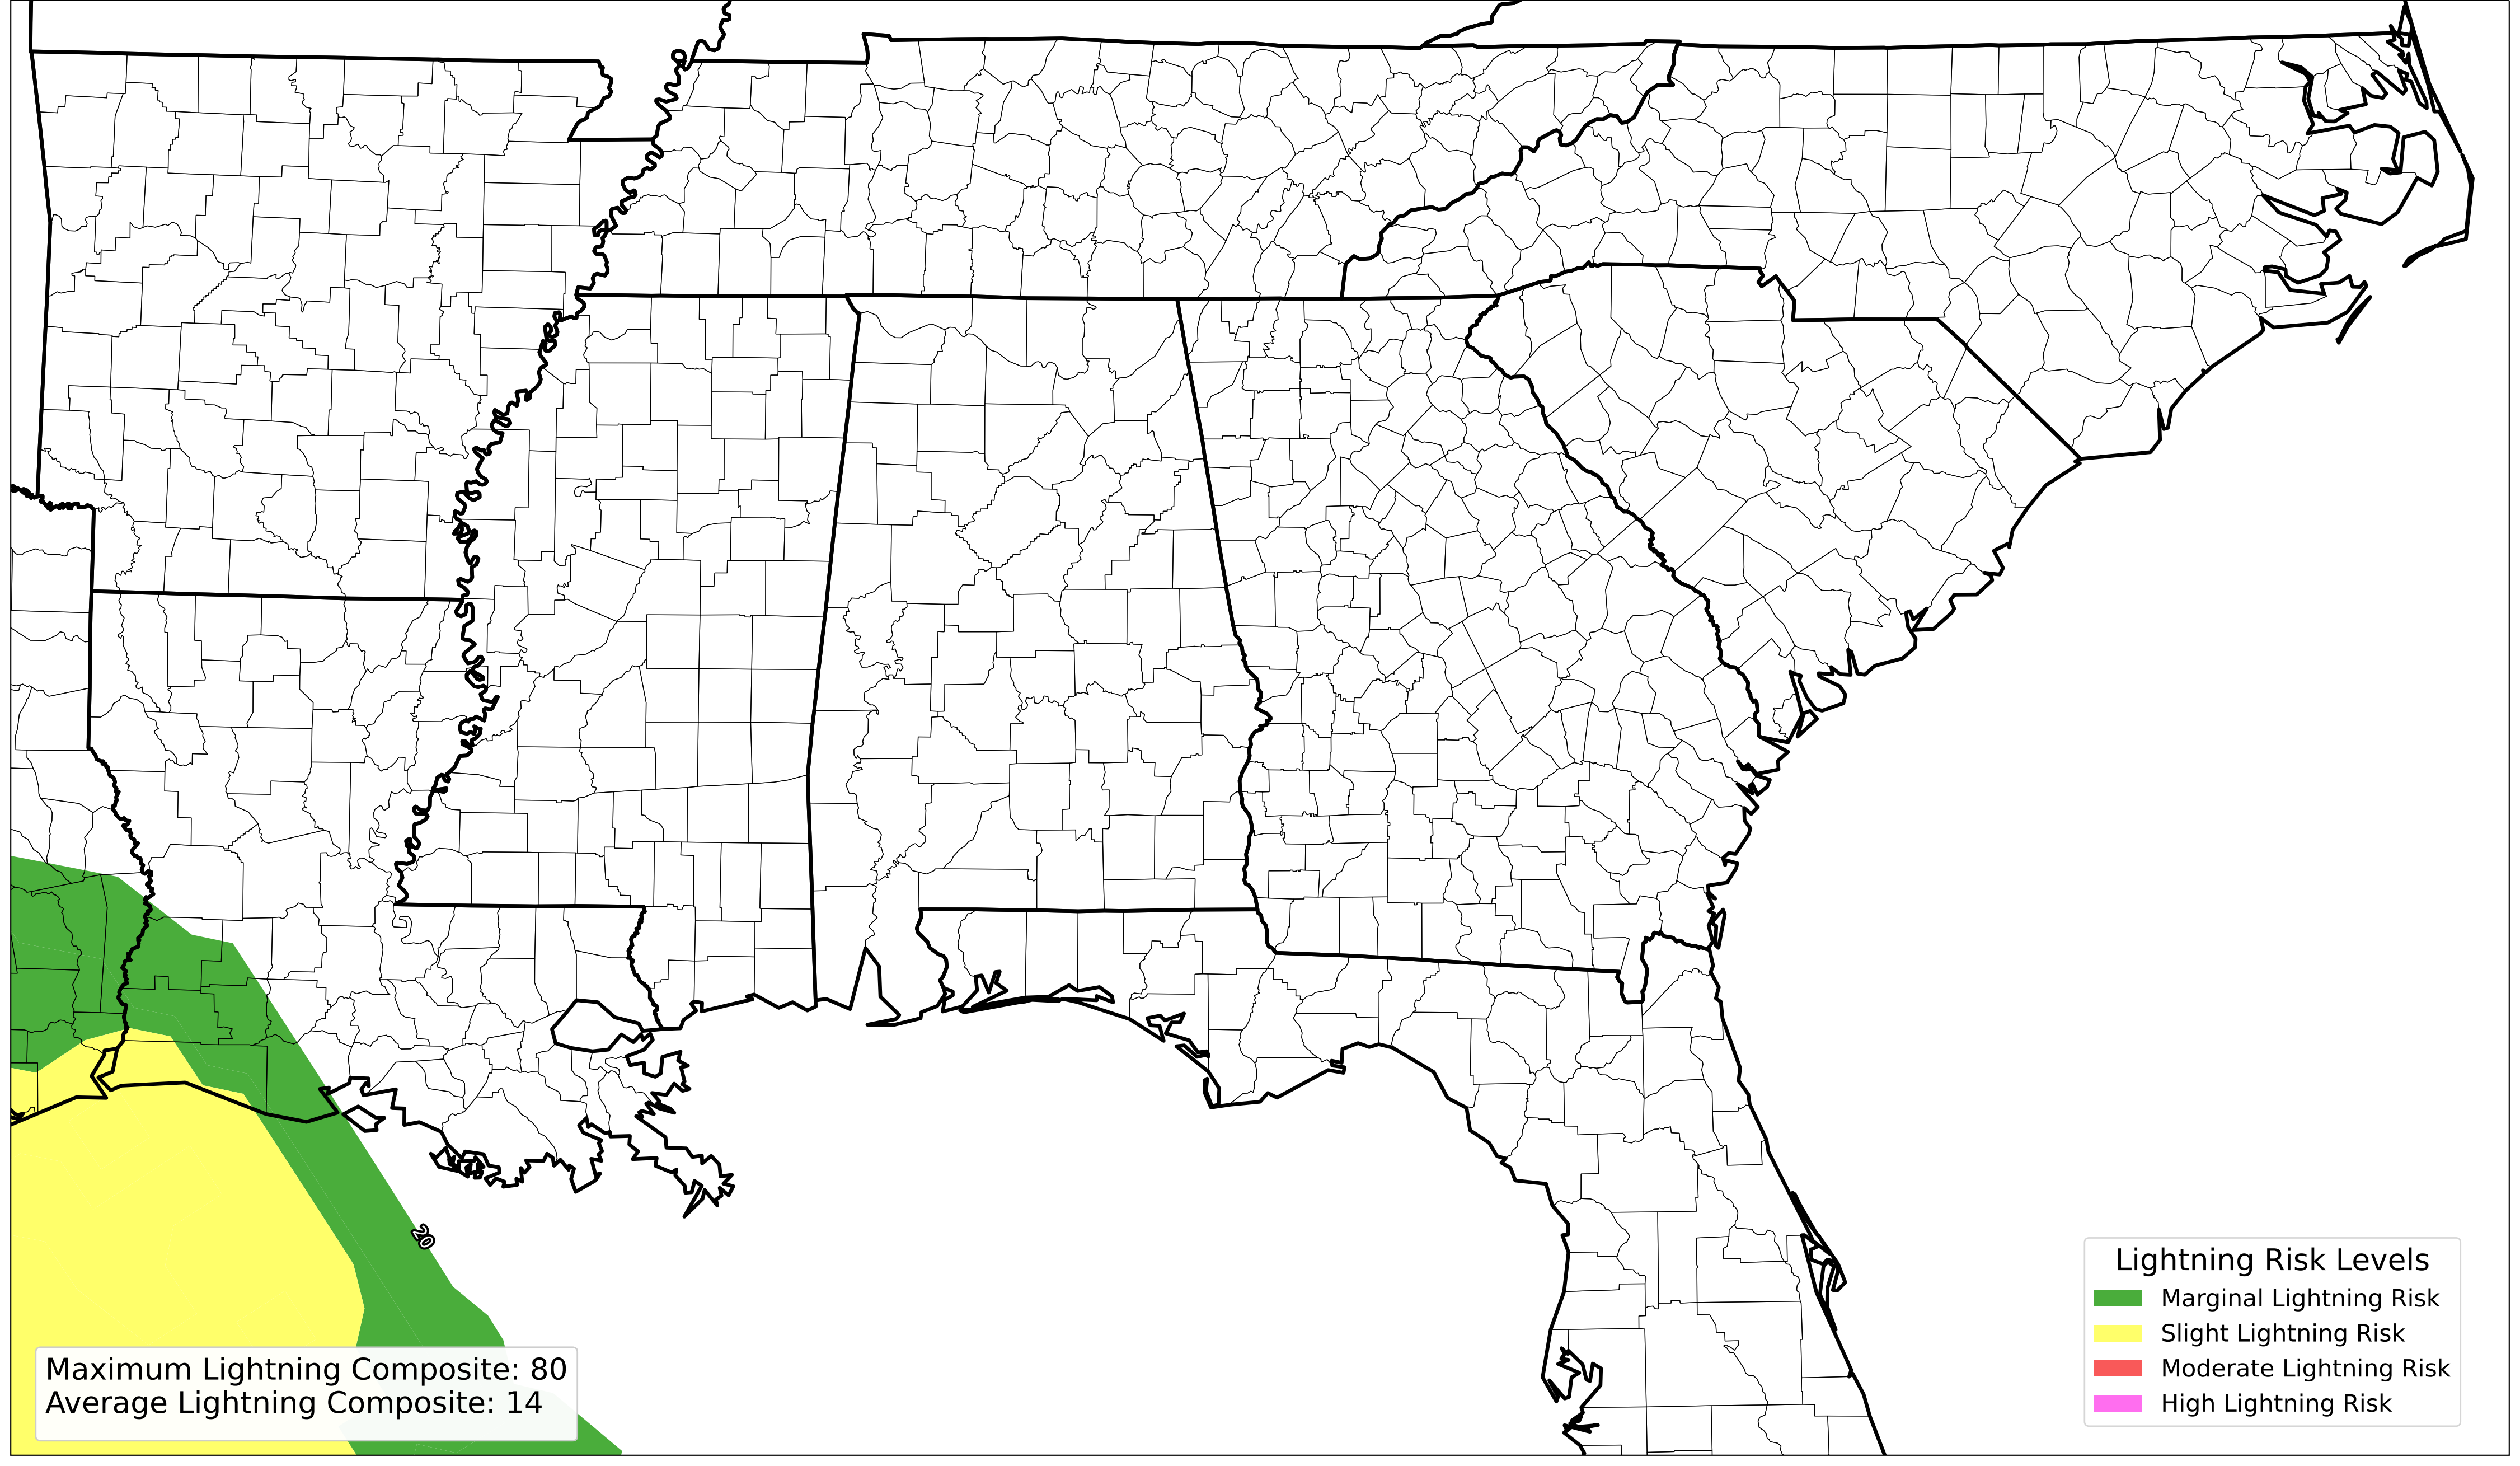 20
Maximum Lightning Composite: 80
Average Lightning Composite: 14
Lightning Risk Levels
Marginal Lightning Risk
Slight Lightning Risk
Moderate Lightning Risk
High Lightning Risk